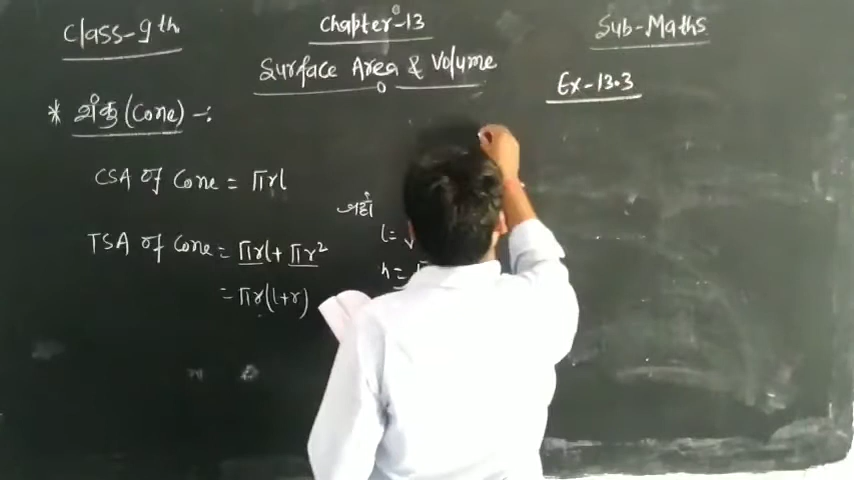 Class-9th
Chapter-13
Sub-Maths
Surface Area & Volume
Ex-13.3
* शंकु (Cone) -:
CSA of Cone = πrl
TSA of Cone = πrl + πr²
= πr(l+r)
जहाँ
l = √
h =